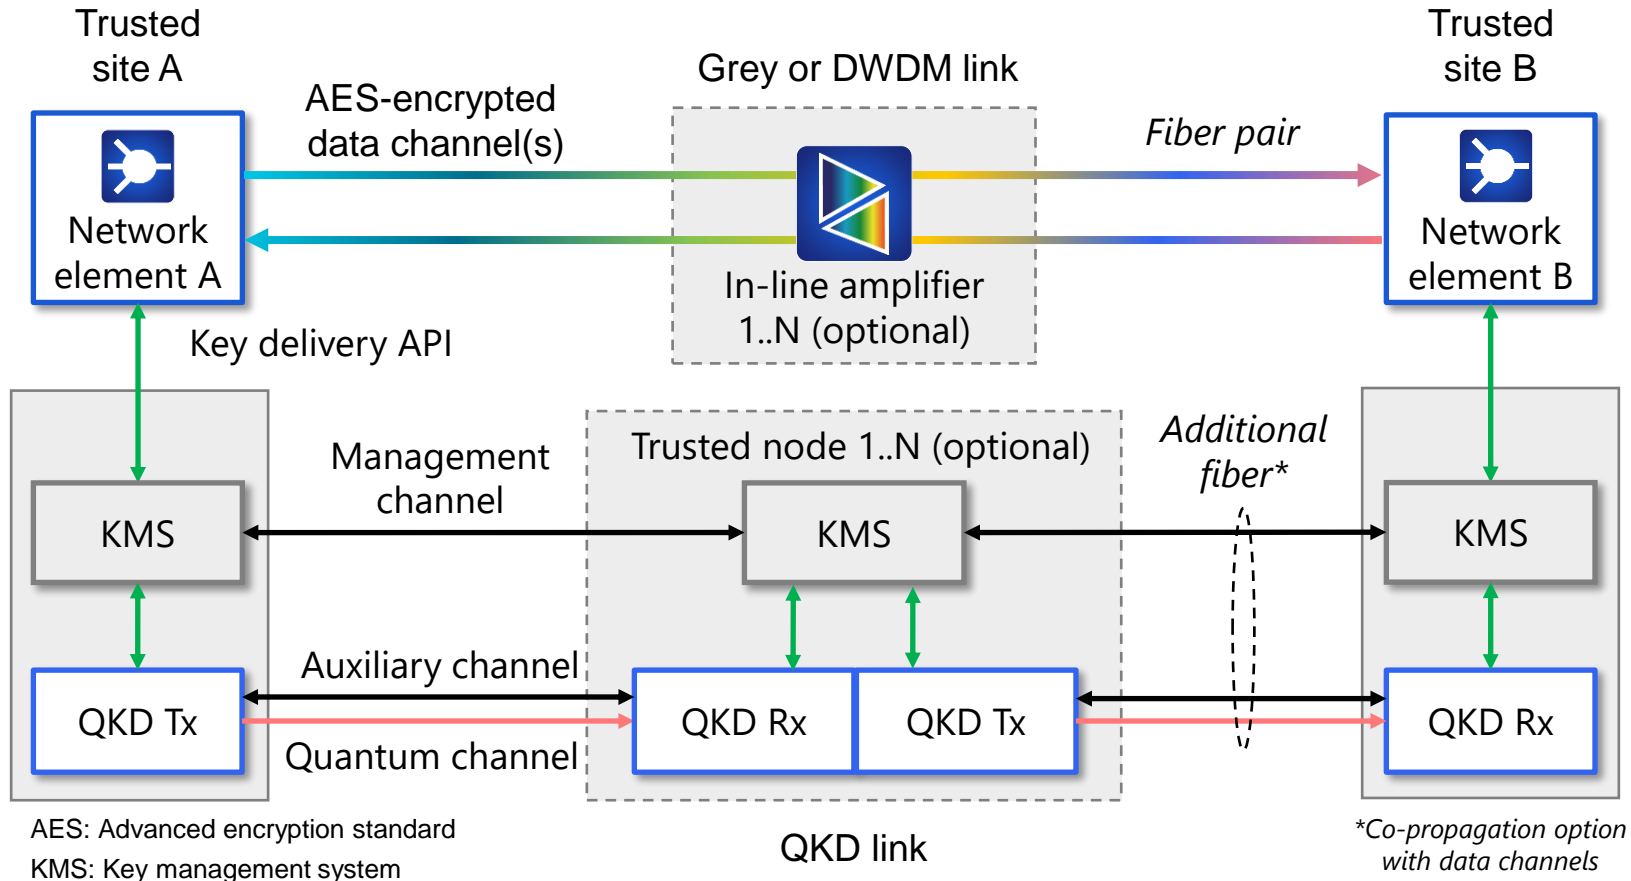 Trusted
site A
Trusted
site B
Grey or DWDM link
AES-encrypted
data channel(s)
Fiber pair
Network
element A
Network
element B
In-line amplifier
1..N (optional)
Key delivery API
Management
channel
Trusted node 1..N (optional)
Additional
fiber*
KMS
KMS
KMS
Auxiliary channel
QKD Tx
QKD Rx
QKD Tx
QKD Rx
Quantum channel
AES: Advanced encryption standard
KMS: Key management system
QKD link
*Co-propagation option
with data channels